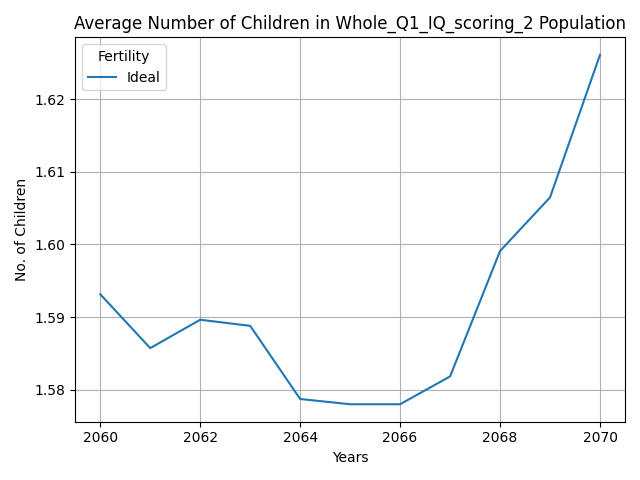 Average Number of Children in Whole_Q1_IQ_scoring_2 Population
Fertility
Ideal
No. of Children
1.62
1.61
1.60
1.59
1.58
2060 2062 2064 2066 2068 2070
Years